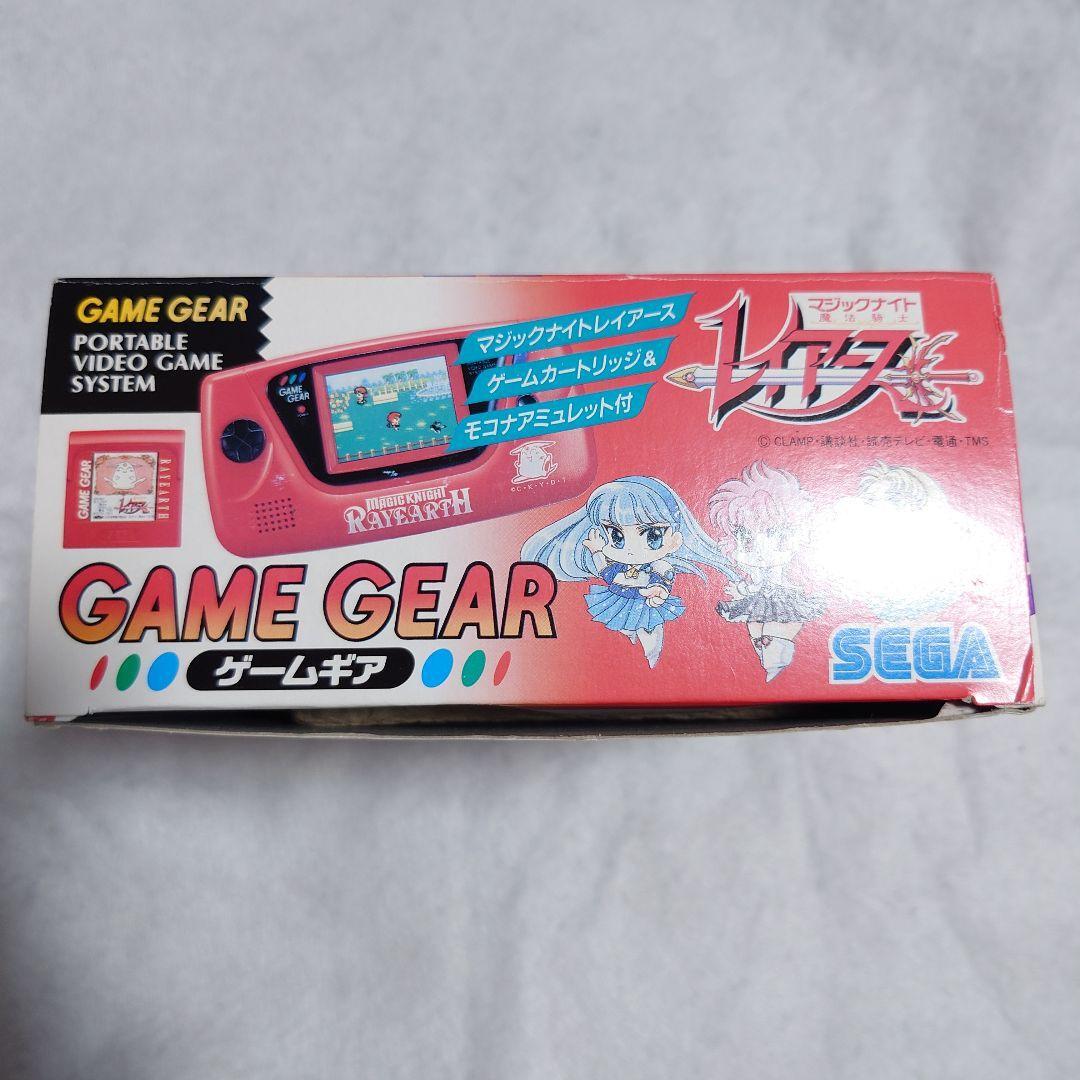 GAME GEAR
PORTABLE
VIDEO GAME
SYSTEM
マジックナイトレイアース
ゲームカートリッジ&
モコナアミュレット付
マジックナイト
魔法騎士
レイアース
© CLAMP・講談社・読売テレビ・電通・TMS
GAME
GEAR
MAGIC KNIGHT
RAYEARTH
©C・K・Y・D・T
GAME GEAR
RAYEARTH
GAME GEAR
ゲームギア
SEGA